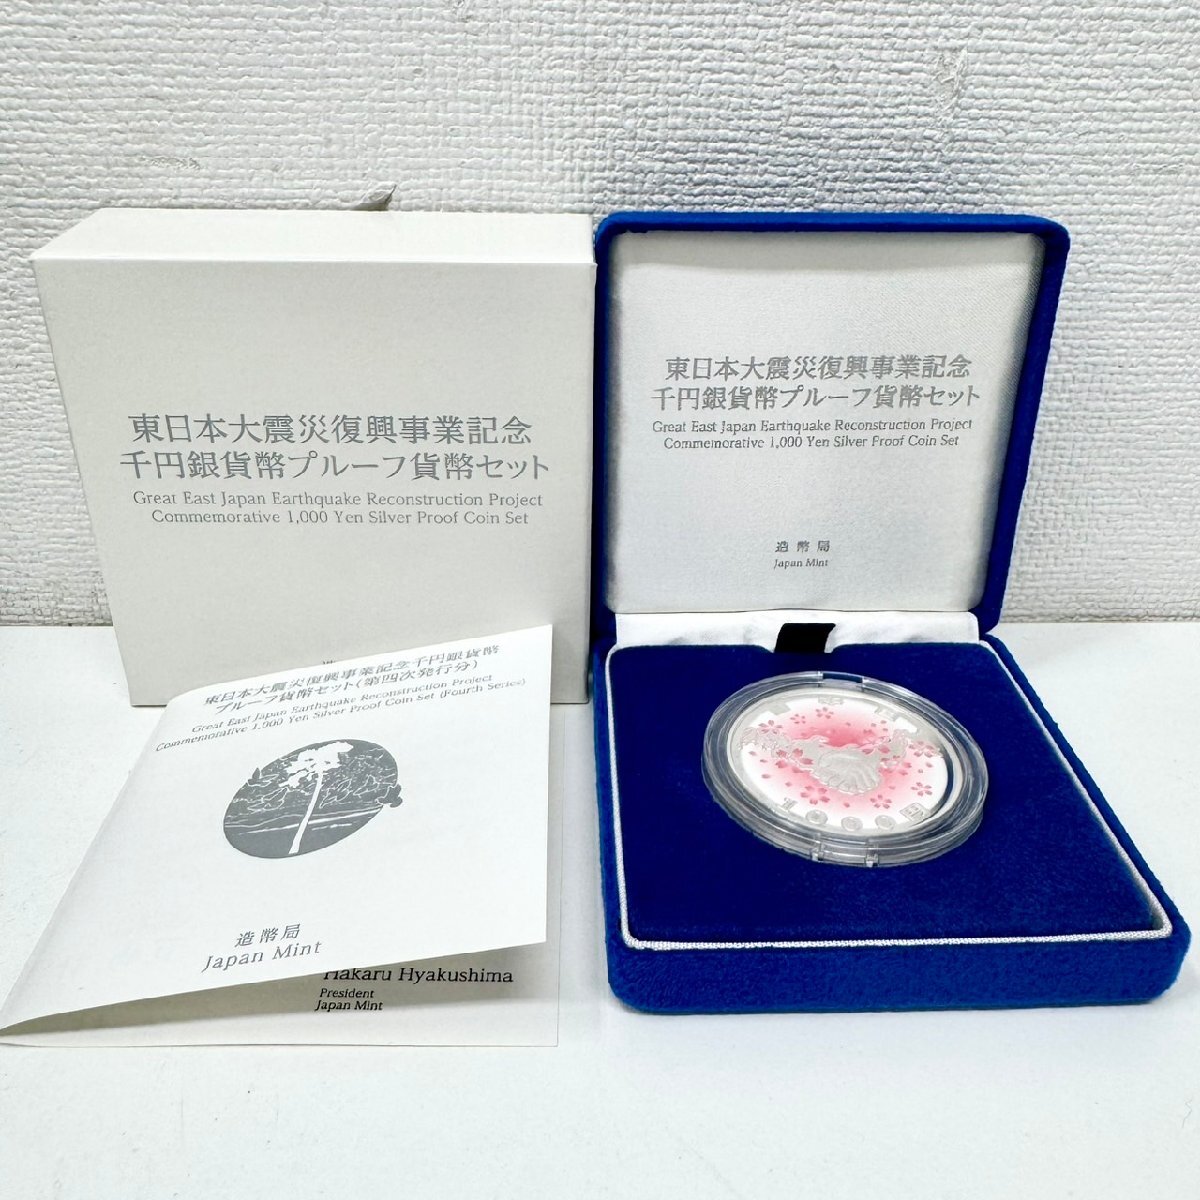 東日本大震災復興事業記念
千円銀貨幣プルーフ貨幣セット
Great East Japan Earthquake Reconstruction Project
Commemorative 1,000 Yen Silver Proof Coin Set
東日本大震災復興事業記念
千円銀貨幣プルーフ貨幣セット
Great East Japan Earthquake Reconstruction Project
Commemorative 1,000 Yen Silver Proof Coin Set
造幣局
Japan Mint
東日本大震災復興事業記念千円銀貨幣
プルーフ貨幣セット(第四次発行分)
Great East Japan Earthquake Reconstruction Project
Commemorative 1,000 Yen Silver Proof Coin Set (Fourth Series)
造幣局
Japan Mint
Hakaru Hyakushima
President
Japan Mint
1000円